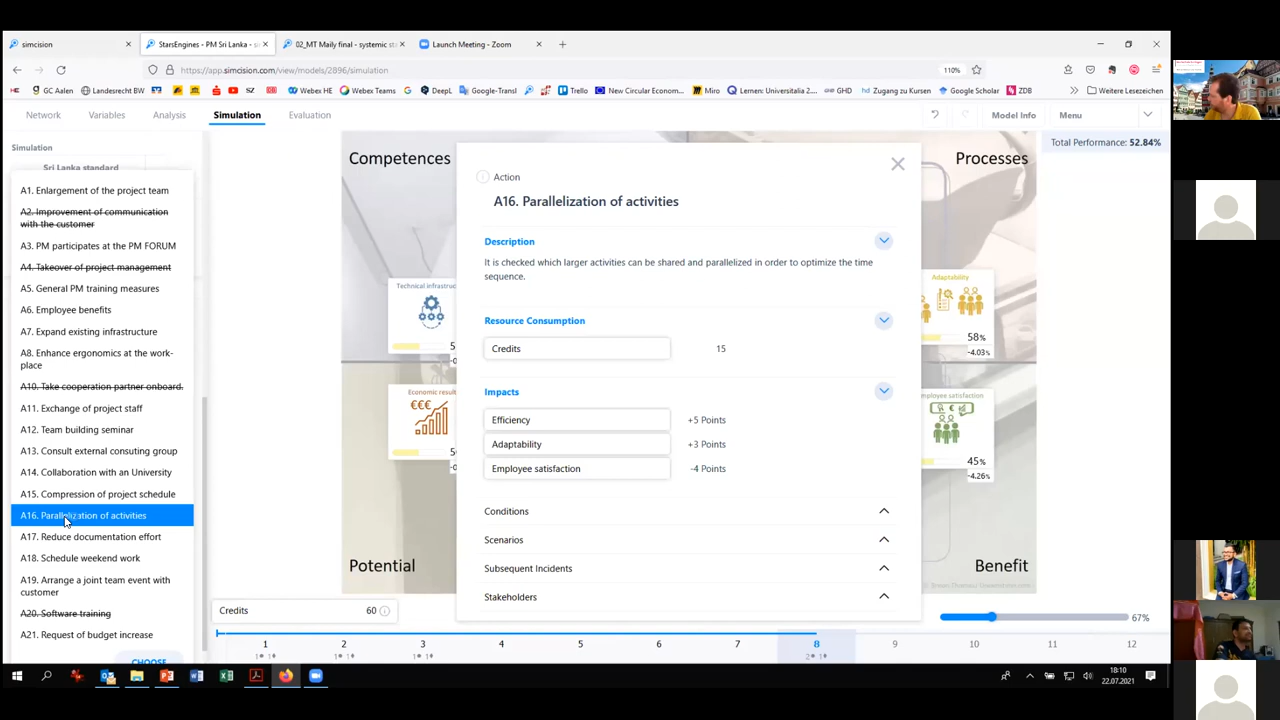 simcision
StarsEngines - PM Sri Lanka - si
02_MT Maily final - systemic st
Launch Meeting - Zoom
https://app.simcision.com/view/models/2896/simulation
110%
GC Aalen
Landesrecht BW
Webex HE
Webex Teams
DeepL
Google-Transl
Trello
New Circular Econom...
Miro
Lernen: Universitalia 2....
GHD
Zugang zu Kursen
Google Scholar
ZDB
Weitere Lesezeichen
Network
Variables
Analysis
Simulation
Evaluation
Model Info
Menu
Simulation
Sri Lanka standard
A1. Enlargement of the project team
A2. Improvement of communication
with the customer
A3. PM participates at the PM FORUM
A4. Takeover of project management
A5. General PM training measures
A6. Employee benefits
A7. Expand existing infrastructure
A8. Enhance ergonomics at the work-
place
A10. Take cooperation partner onboard.
A11. Exchange of project staff
A12. Team building seminar
A13. Consult external consuting group
A14. Collaboration with an University
A15. Compression of project schedule
A16. Parallelization of activities
A17. Reduce documentation effort
A18. Schedule weekend work
A19. Arrange a joint team event with
customer
A20. Software training
A21. Request of budget increase
CHOOSE
Competences
Processes
Total Performance: 52.84%
Technical infrastruc
Economic result
Adaptability
58%
-4.03%
mployee satisfaction
45%
-4.26%
Potential
Benefit
Action
A16. Parallelization of activities
Description
It is checked which larger activities can be shared and parallelized in order to optimize the time
sequence.
Resource Consumption
Credits 15
Impacts
Efficiency +5 Points
Adaptability +3 Points
Employee satisfaction -4 Points
Conditions
Scenarios
Subsequent Incidents
Stakeholders
Credits 60
67%
1 2 3 4 5 6 7 8 9 10 11 12
18:10
22.07.2021